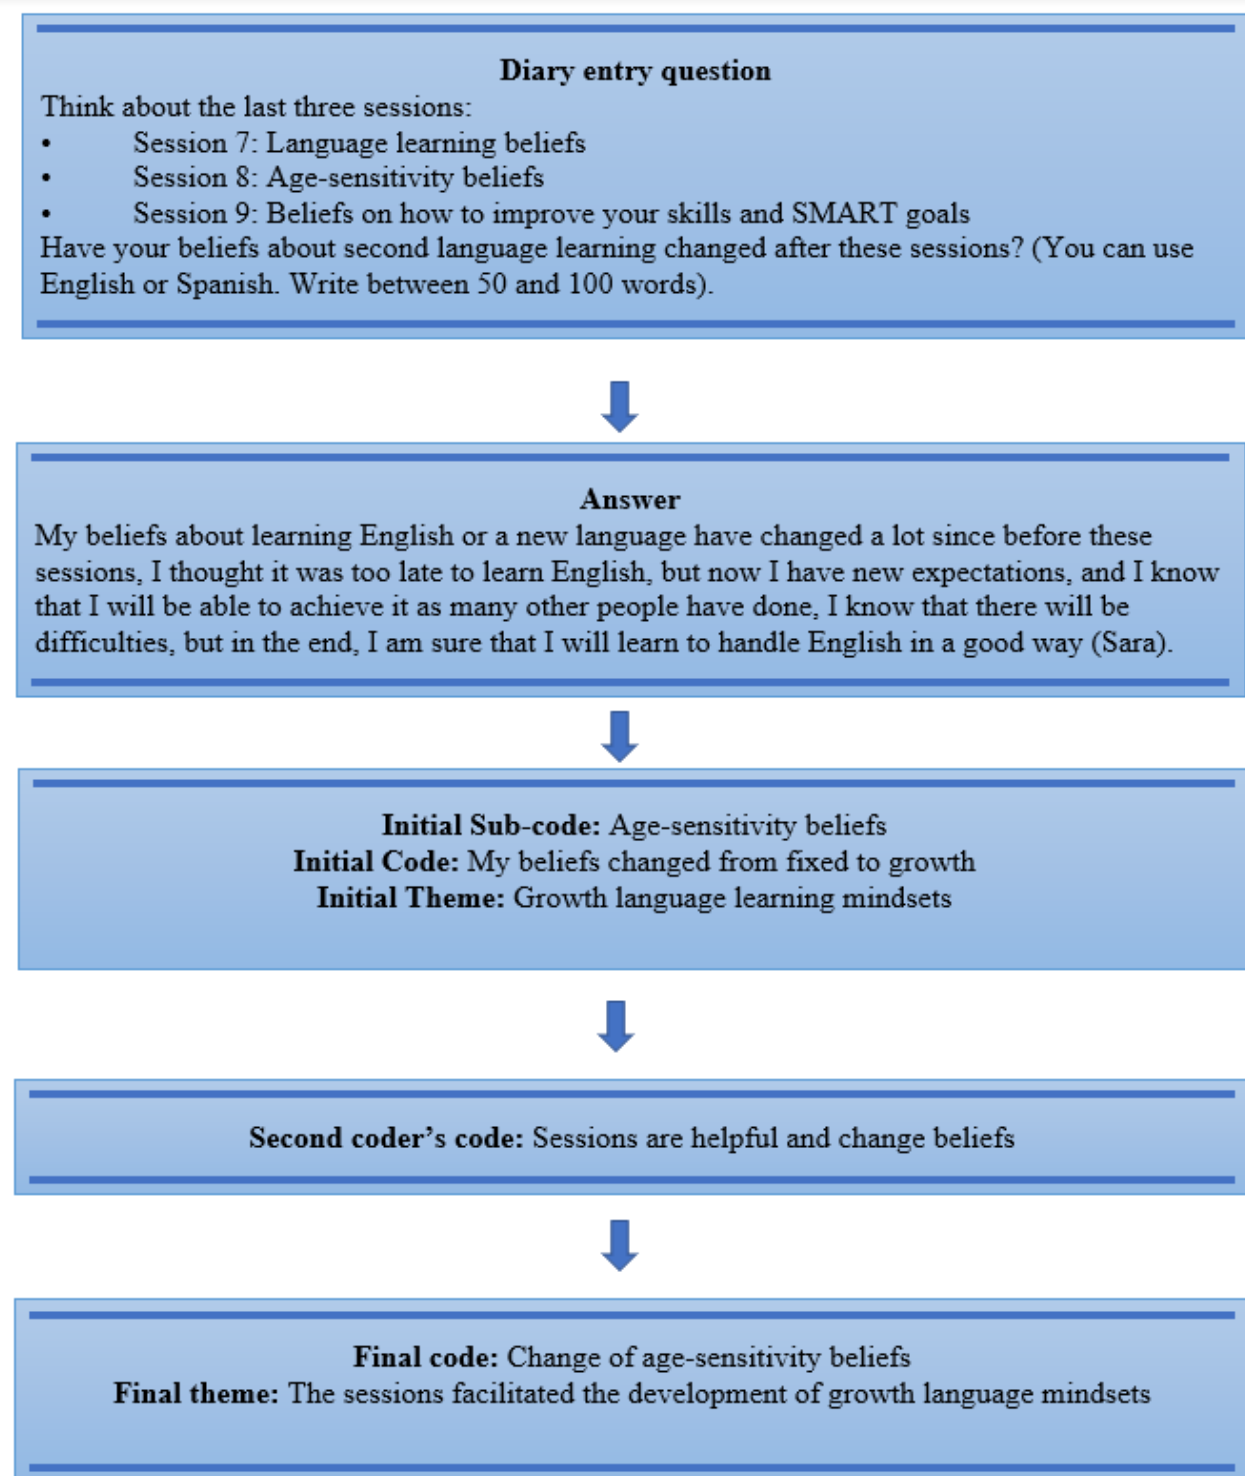 Diary entry question
Think about the last three sessions:
• Session 7: Language learning beliefs
• Session 8: Age-sensitivity beliefs
• Session 9: Beliefs on how to improve your skills and SMART goals
Have your beliefs about second language learning changed after these sessions? (You can use
English or Spanish. Write between 50 and 100 words).
Answer
My beliefs about learning English or a new language have changed a lot since before these
sessions, I thought it was too late to learn English, but now I have new expectations, and I know
that I will be able to achieve it as many other people have done, I know that there will be
difficulties, but in the end, I am sure that I will learn to handle English in a good way (Sara).
Initial Sub-code: Age-sensitivity beliefs
Initial Code: My beliefs changed from fixed to growth
Initial Theme: Growth language learning mindsets
Second coder’s code: Sessions are helpful and change beliefs
Final code: Change of age-sensitivity beliefs
Final theme: The sessions facilitated the development of growth language mindsets